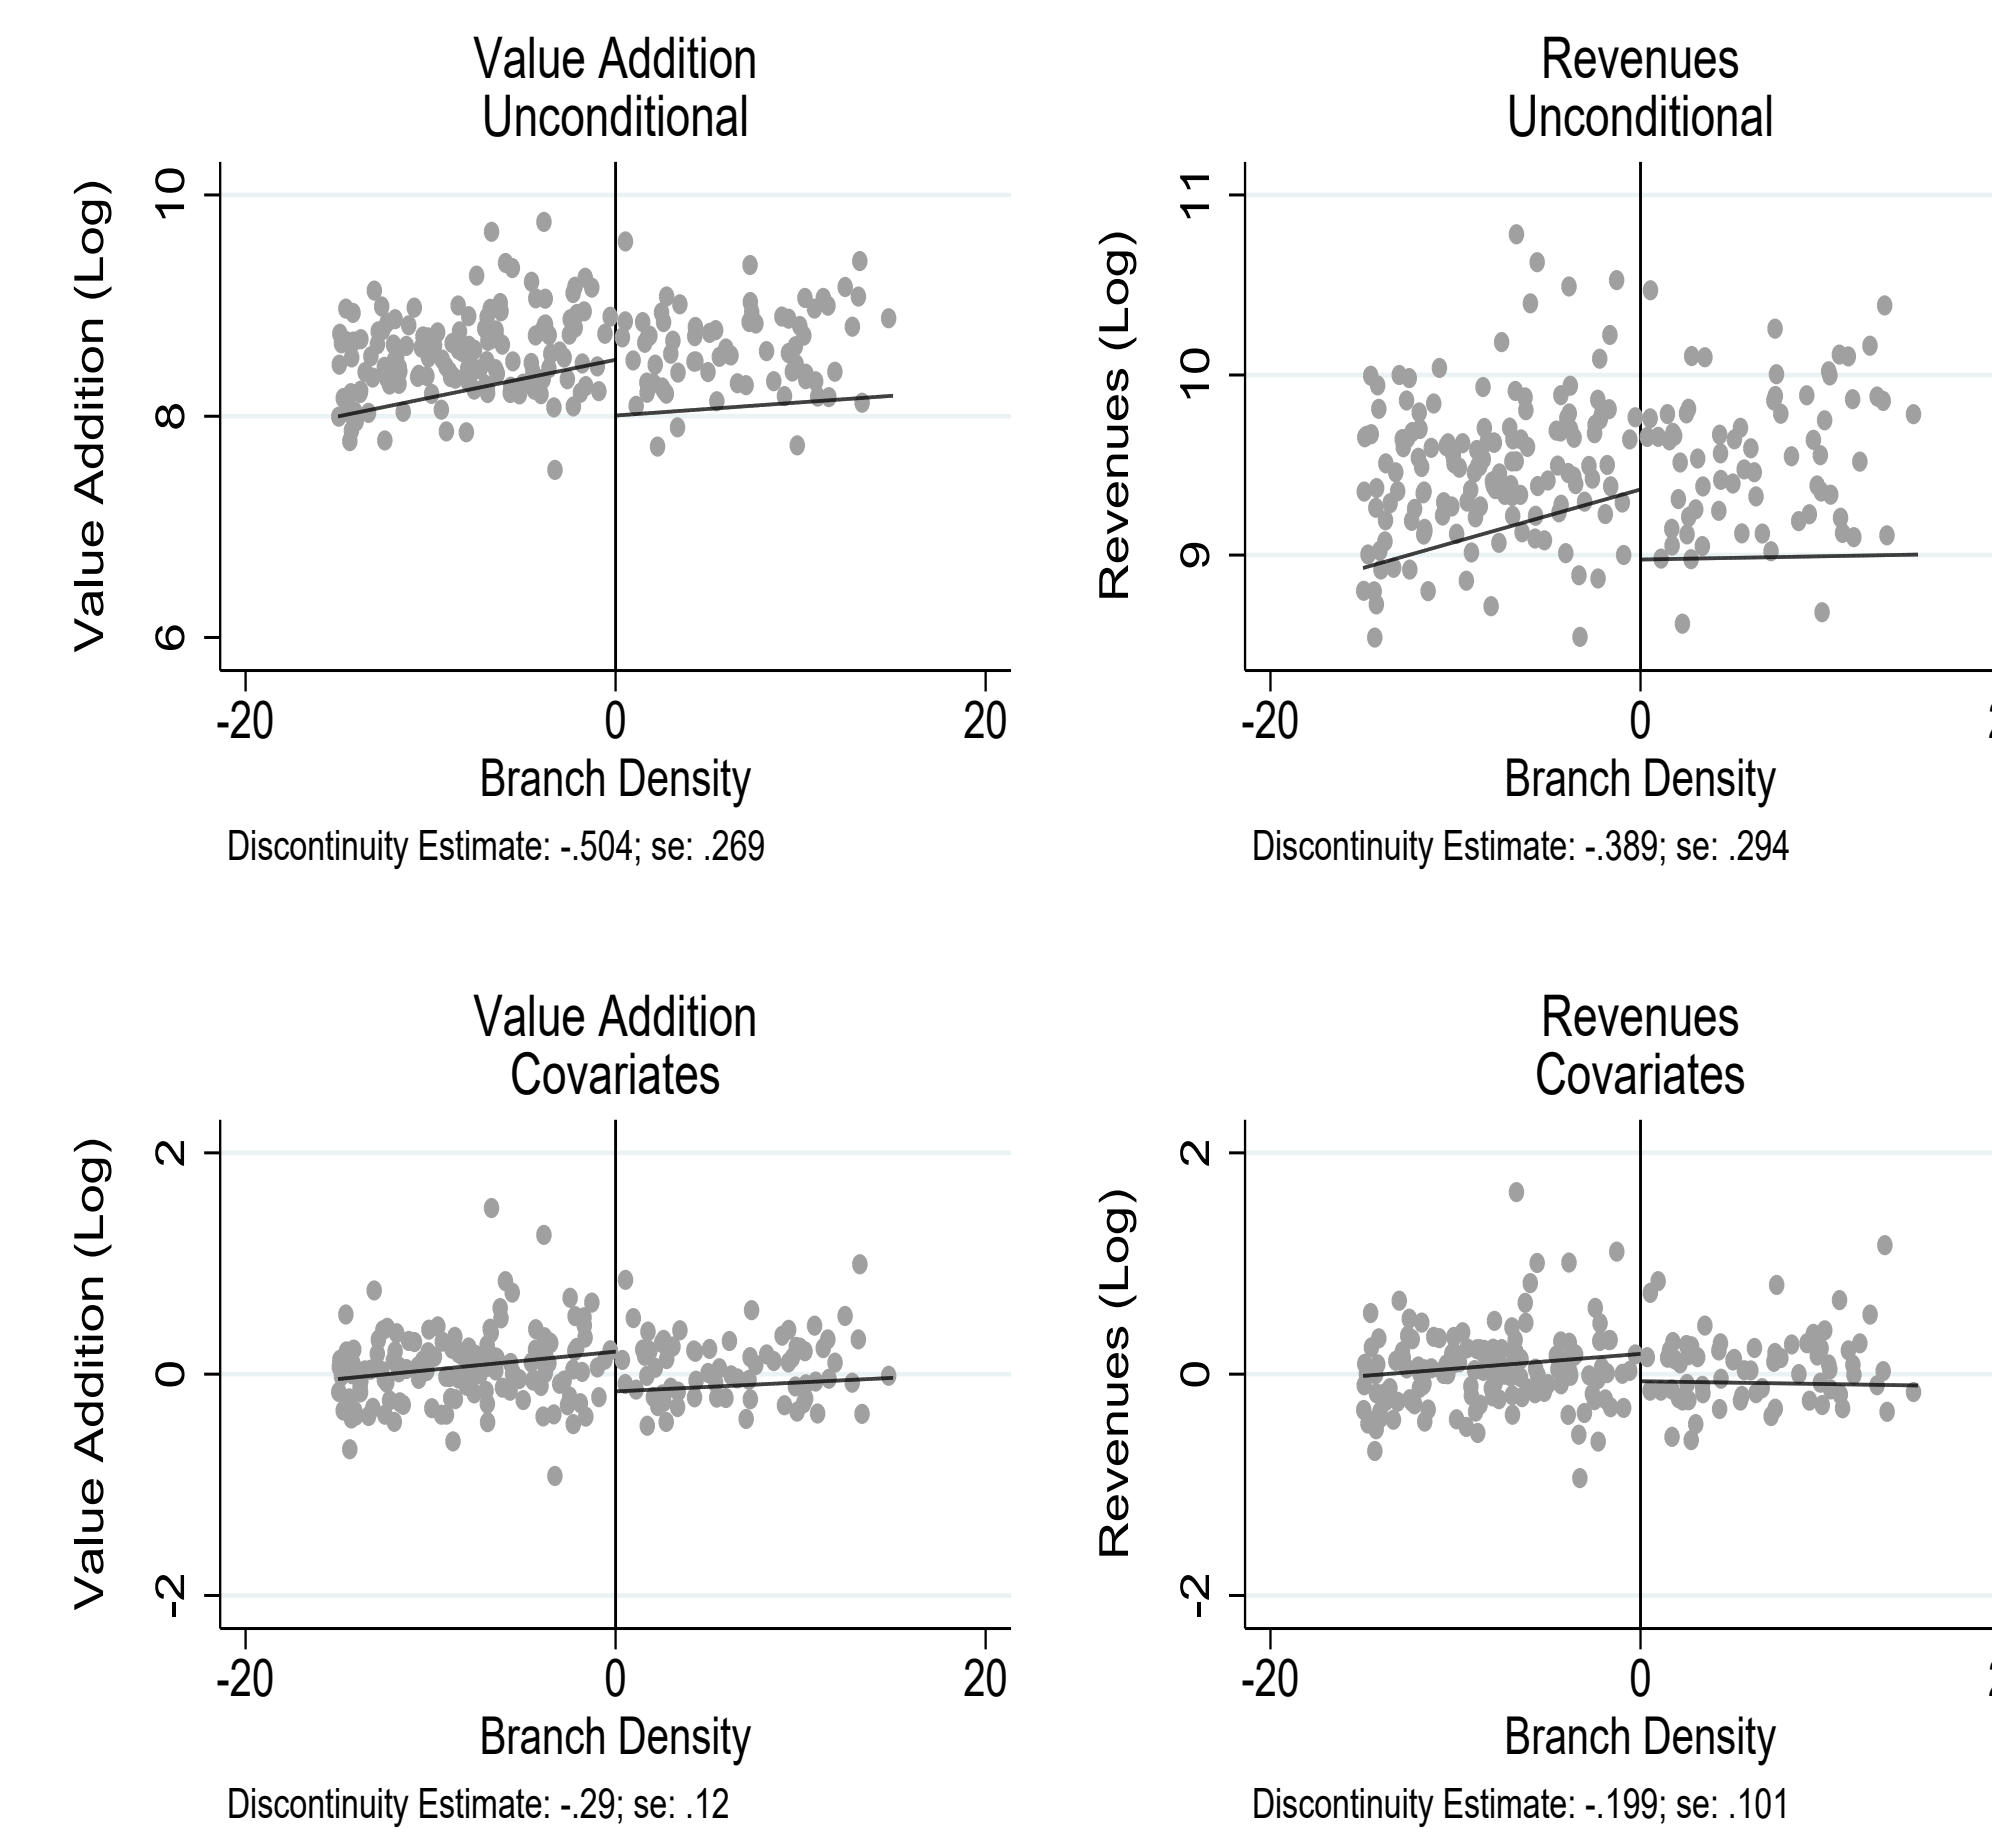 Value Addition
Unconditional
Value Addition (Log)
10
8
6
-20 0 20
Branch Density
Discontinuity Estimate: -.504; se: .269
Revenues
Unconditional
Revenues (Log)
11
10
9
-20 0
Branch Density
Discontinuity Estimate: -.389; se: .294
Value Addition
Covariates
Value Addition (Log)
2
0
-2
-20 0 20
Branch Density
Discontinuity Estimate: -.29; se: .12
Revenues
Covariates
Revenues (Log)
2
0
-2
-20 0
Branch Density
Discontinuity Estimate: -.199; se: .101